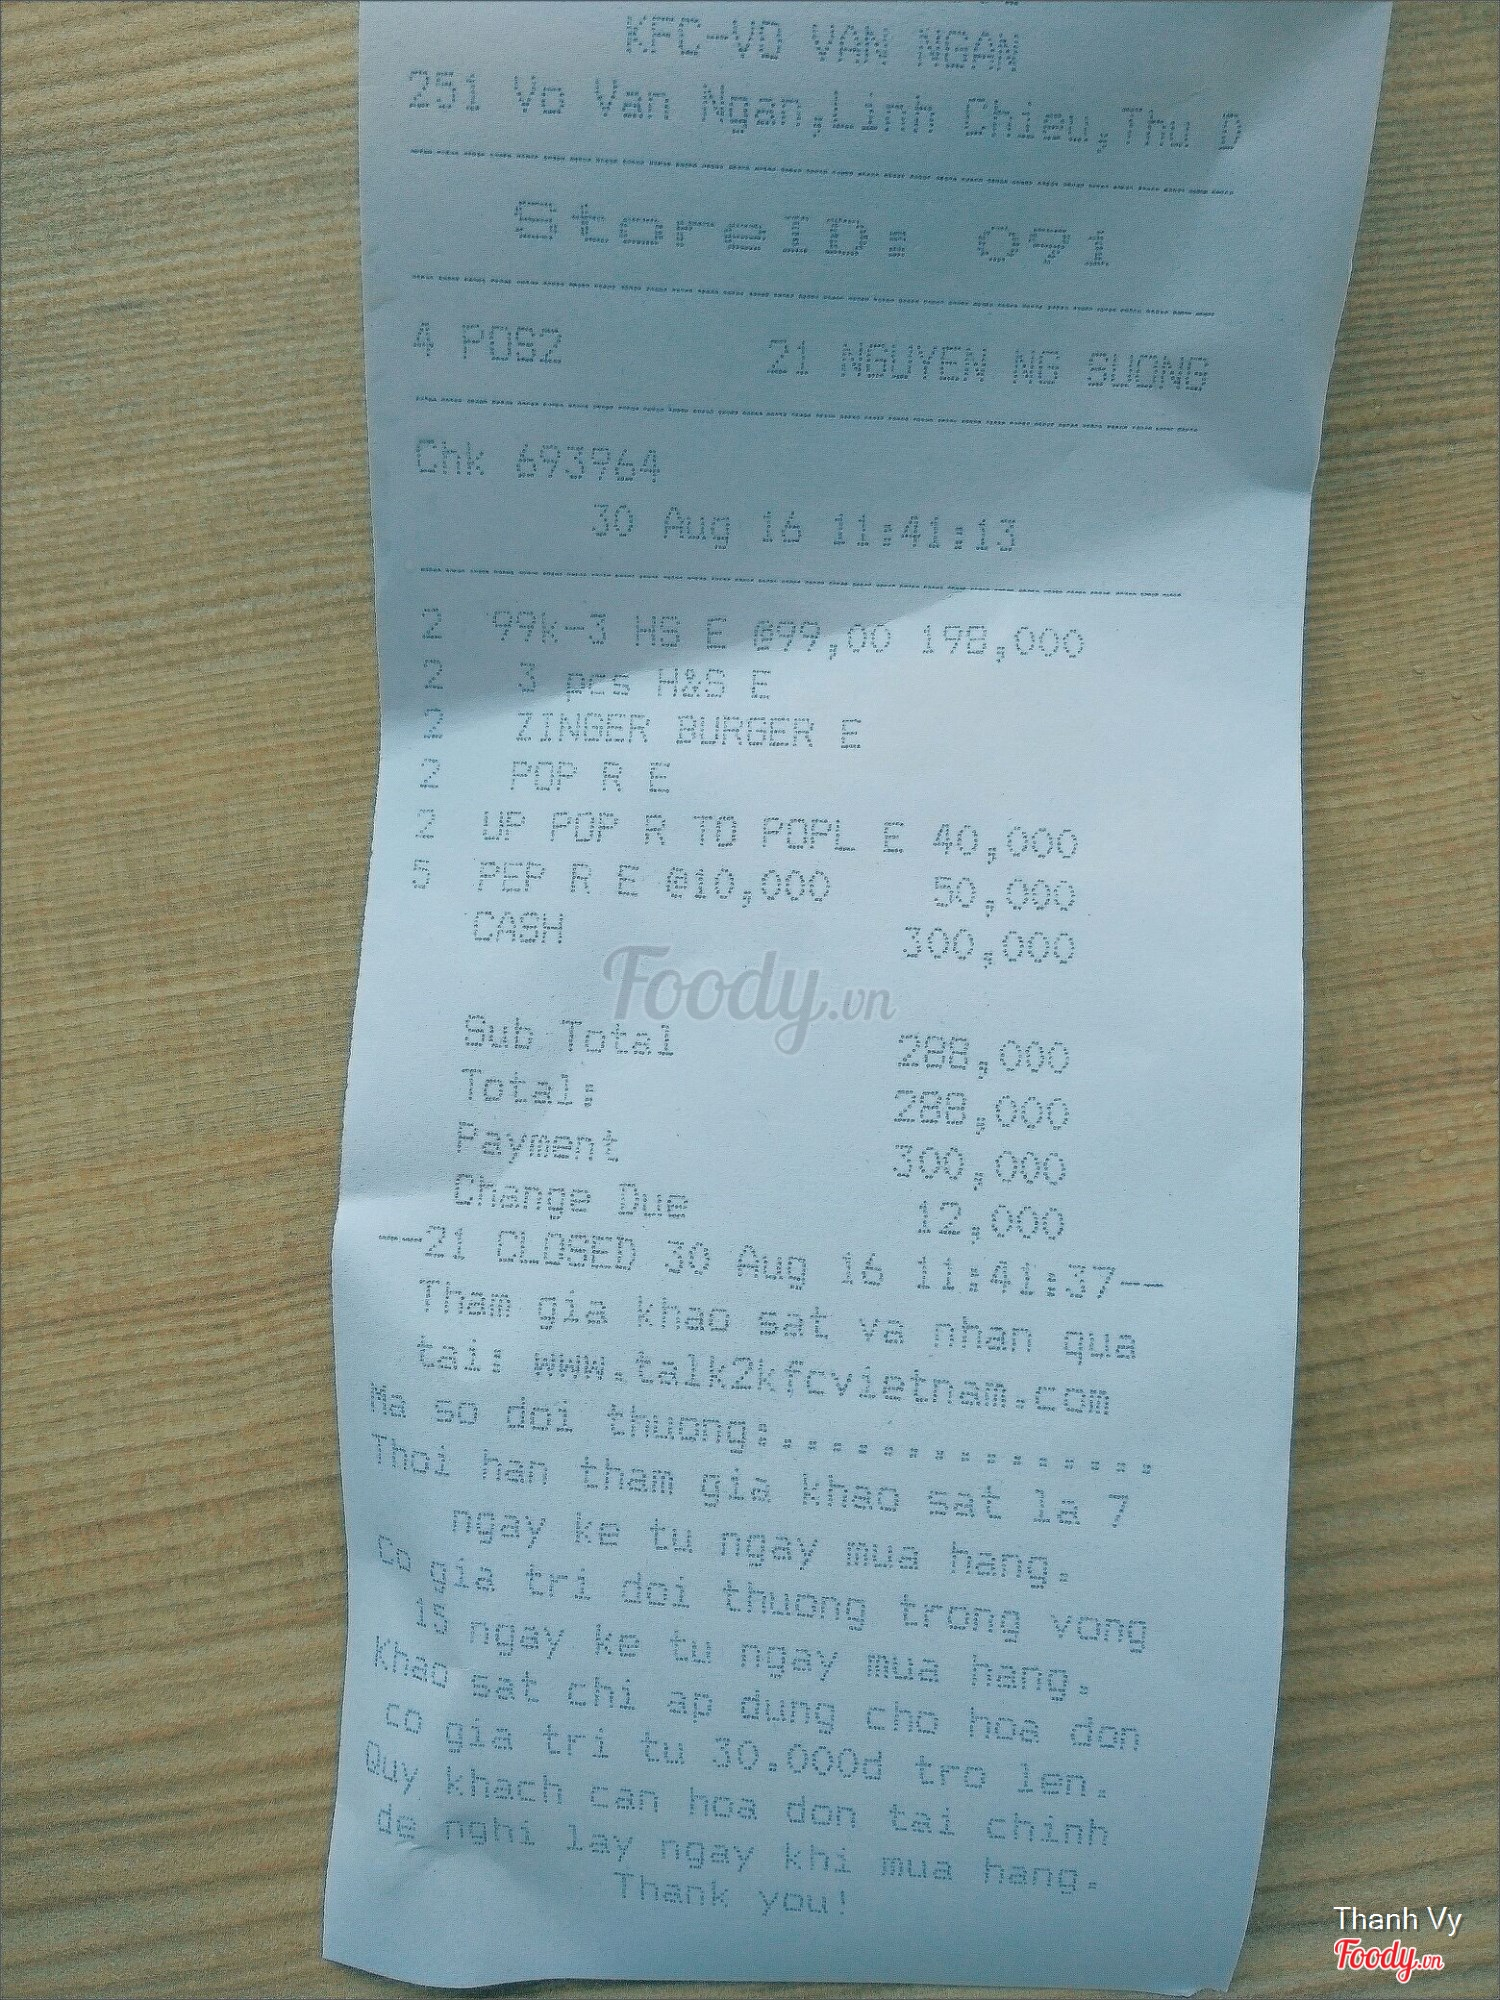 KFC-VO VAN NGAN
251 Vo Van Ngan,Linh Chieu,Thu D
StoreID: 091
4 POS2 21 NGUYEN NG SUONG
Chk 693964
30 Aug 16 11:41:13
2 99k-3 HS E @99,00 198,000
2 3 pcs H&S E
2 ZINGER BURGER E
2 POP R E
2 UP POP R TO POPL E 40,000
5 PEP R E @10,000 50,000
CASH 300,000
Foody.vn
Sub Total 288,000
Total: 288,000
Payment 300,000
Change Due 12,000
--21 CLOSED 30 Aug 16 11:41:37--
Tham gia khao sat va nhan qua
tai: www.talk2kfcvietnam.com
Ma so doi thuong:................
Thoi han tham gia khao sat la 7
ngay ke tu ngay mua hang.
Co gia tri doi thuong trong vong
15 ngay ke tu ngay mua hang.
Khao sat chi ap dung cho hoa don
co gia tri tu 30.000d tro len.
Quy khach can hoa don tai chinh
de nghi lay ngay khi mua hang.
Thank you!
Thanh Vy
Foody.vn